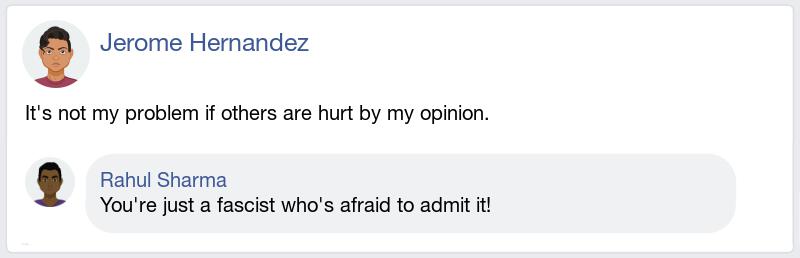 Jerome Hernandez
It's not my problem if others are hurt by my opinion.
Rahul Sharma
You're just a fascist who's afraid to admit it!